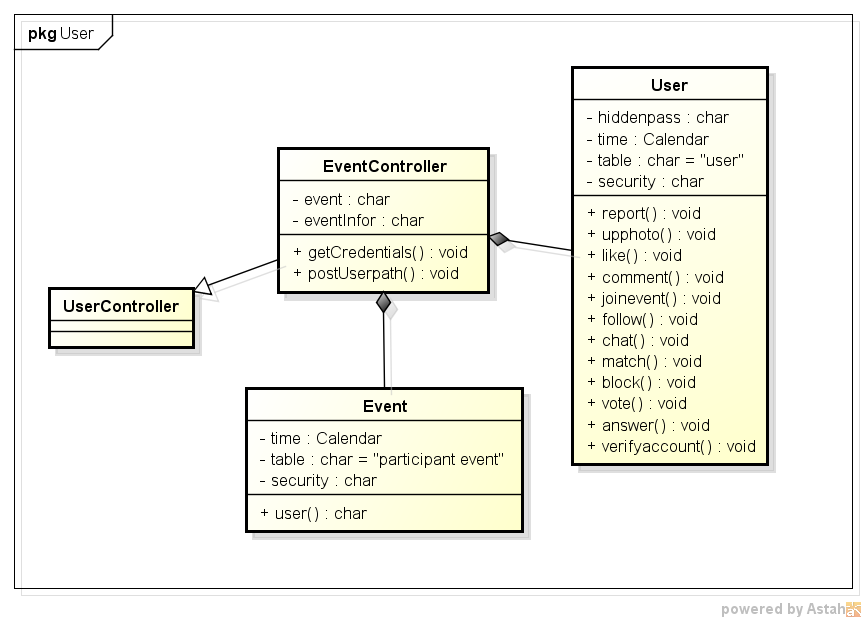 pkg User
User
- hiddenpass : char
- time : Calendar
- table : char = "user"
- security : char
+ report() : void
+ upphoto() : void
+ like() : void
+ comment() : void
+ joinevent() : void
+ follow() : void
+ chat() : void
+ match() : void
+ block() : void
+ vote() : void
+ answer() : void
+ verifyaccount() : void
EventController
- event : char
- eventInfor : char
+ getCredentials() : void
+ postUserpath() : void
UserController
Event
- time : Calendar
- table : char = "participant event"
- security : char
+ user() : char
powered by Astah